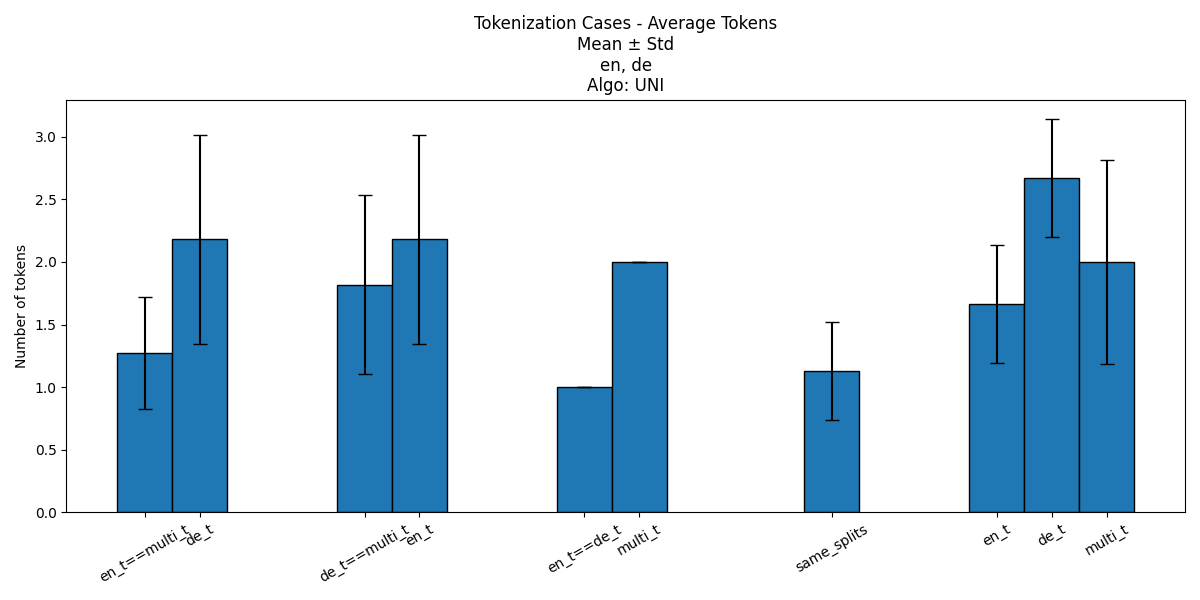 Tokenization Cases - Average Tokens
Mean ± Std
en, de
Algo: UNI
Number of tokens
3.0
2.5
2.0
1.5
1.0
0.5
0.0
en_t==multi_t
de_t
de_t==multi_t
en_t
en_t==de_t
multi_t
same_splits
en_t
de_t
multi_t